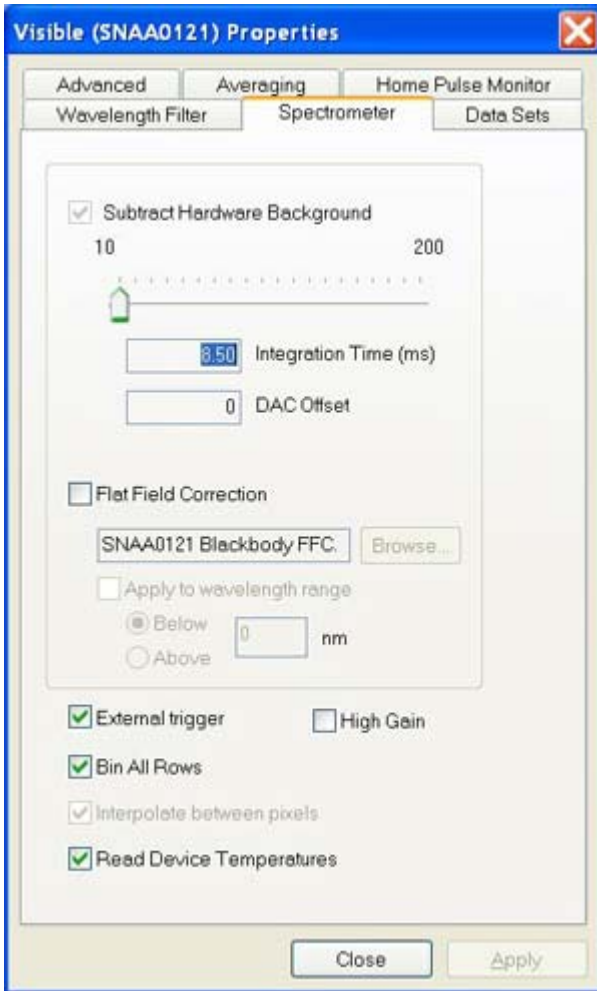 Visible (SNAA0121) Properties
Advanced Averaging Home Pulse Monitor
Wavelength Filter Spectrometer Data Sets
Subtract Hardware Background
10 200
8.50 Integration Time (ms)
0 DAC Offset
Flat Field Correction
SNAA0121 Blackbody FFC. Browse...
Apply to wavelength range
Below
0 nm
Above
External trigger High Gain
Bin All Rows
Interpolate between pixels
Read Device Temperatures
Close Apply